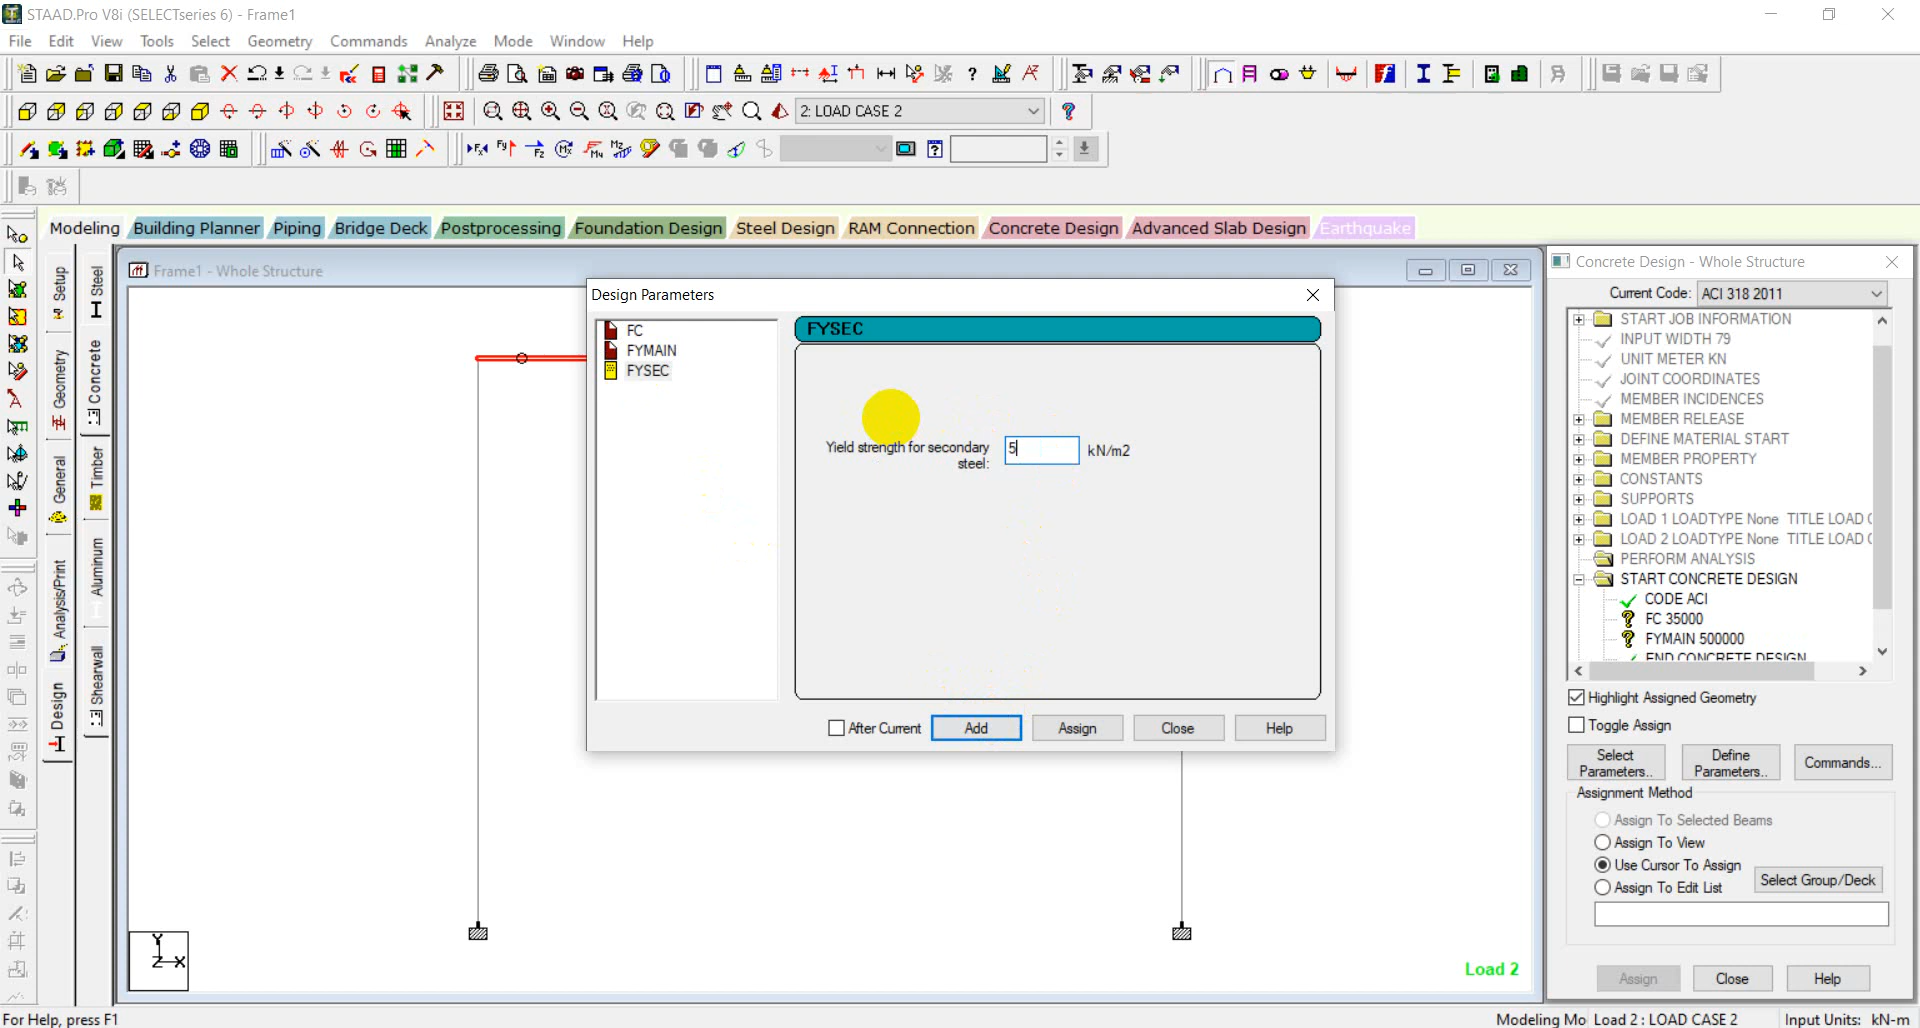 STAAD.Pro V8i (SELECTseries 6) - Frame1
File Edit View Tools Select Geometry Commands Analyze Mode Window Help
2: LOAD CASE 2
Modeling Building Planner Piping Bridge Deck Postprocessing Foundation Design Steel Design RAM Connection Concrete Design Advanced Slab Design Earthquake
Setup
Geometry
General
Analysis/Print
Design
Steel
Concrete
Timber
Aluminum
Shearwall
Frame1 - Whole Structure
Design Parameters
FC
FYMAIN
FYSEC
FYSEC
Yield strength for secondary
steel:
5
kN/m2
After Current
Add
Assign
Close
Help
Y
Z X
Load 2
Concrete Design - Whole Structure
Current Code: ACI 318 2011
START JOB INFORMATION
INPUT WIDTH 79
UNIT METER KN
JOINT COORDINATES
MEMBER INCIDENCES
MEMBER RELEASE
DEFINE MATERIAL START
MEMBER PROPERTY
CONSTANTS
SUPPORTS
LOAD 1 LOADTYPE None TITLE LOAD
LOAD 2 LOADTYPE None TITLE LOAD
PERFORM ANALYSIS
START CONCRETE DESIGN
CODE ACI
FC 35000
FYMAIN 500000
END CONCRETE DESIGN
Highlight Assigned Geometry
Toggle Assign
Select
Parameters..
Define
Parameters..
Commands...
Assignment Method
Assign To Selected Beams
Assign To View
Use Cursor To Assign
Assign To Edit List
Select Group/Deck
Assign
Close
Help
For Help, press F1
Modeling Mo
Load 2 : LOAD CASE 2
Input Units: kN-m